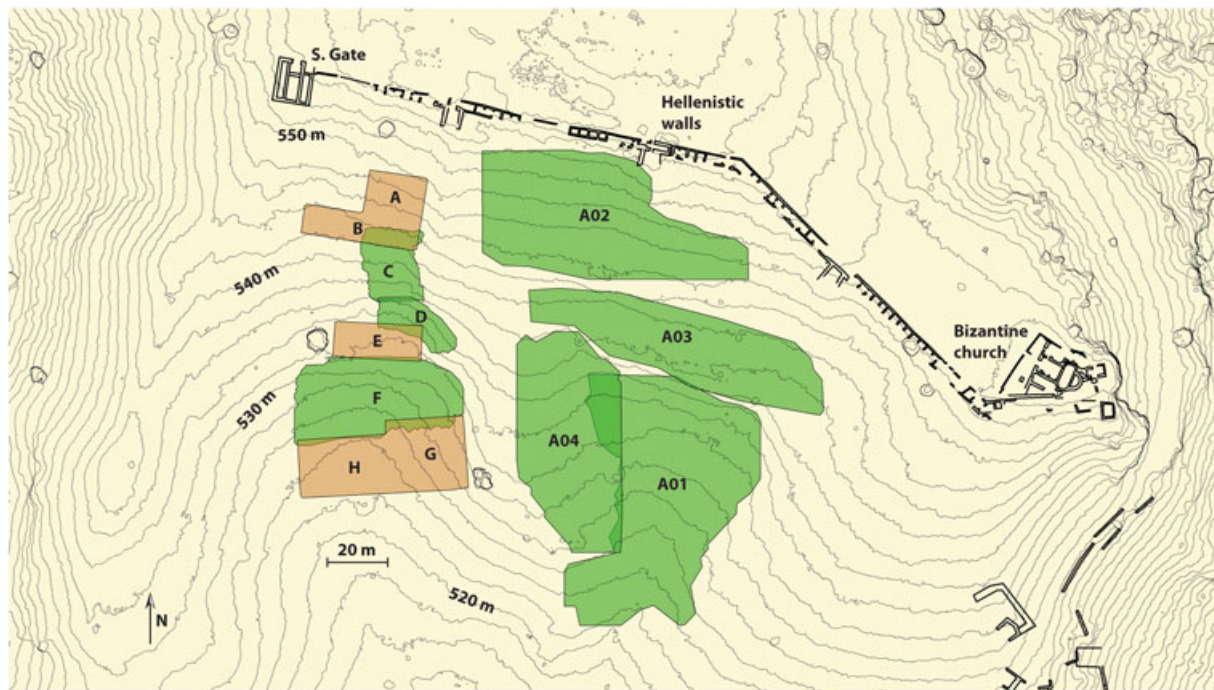 S. Gate
Hellenistic
walls
550 m
A
B
A02
C
540 m
D
A03
E
Bizantine
church
F
530 m
A04
G
H
A01
20 m
520 m
N